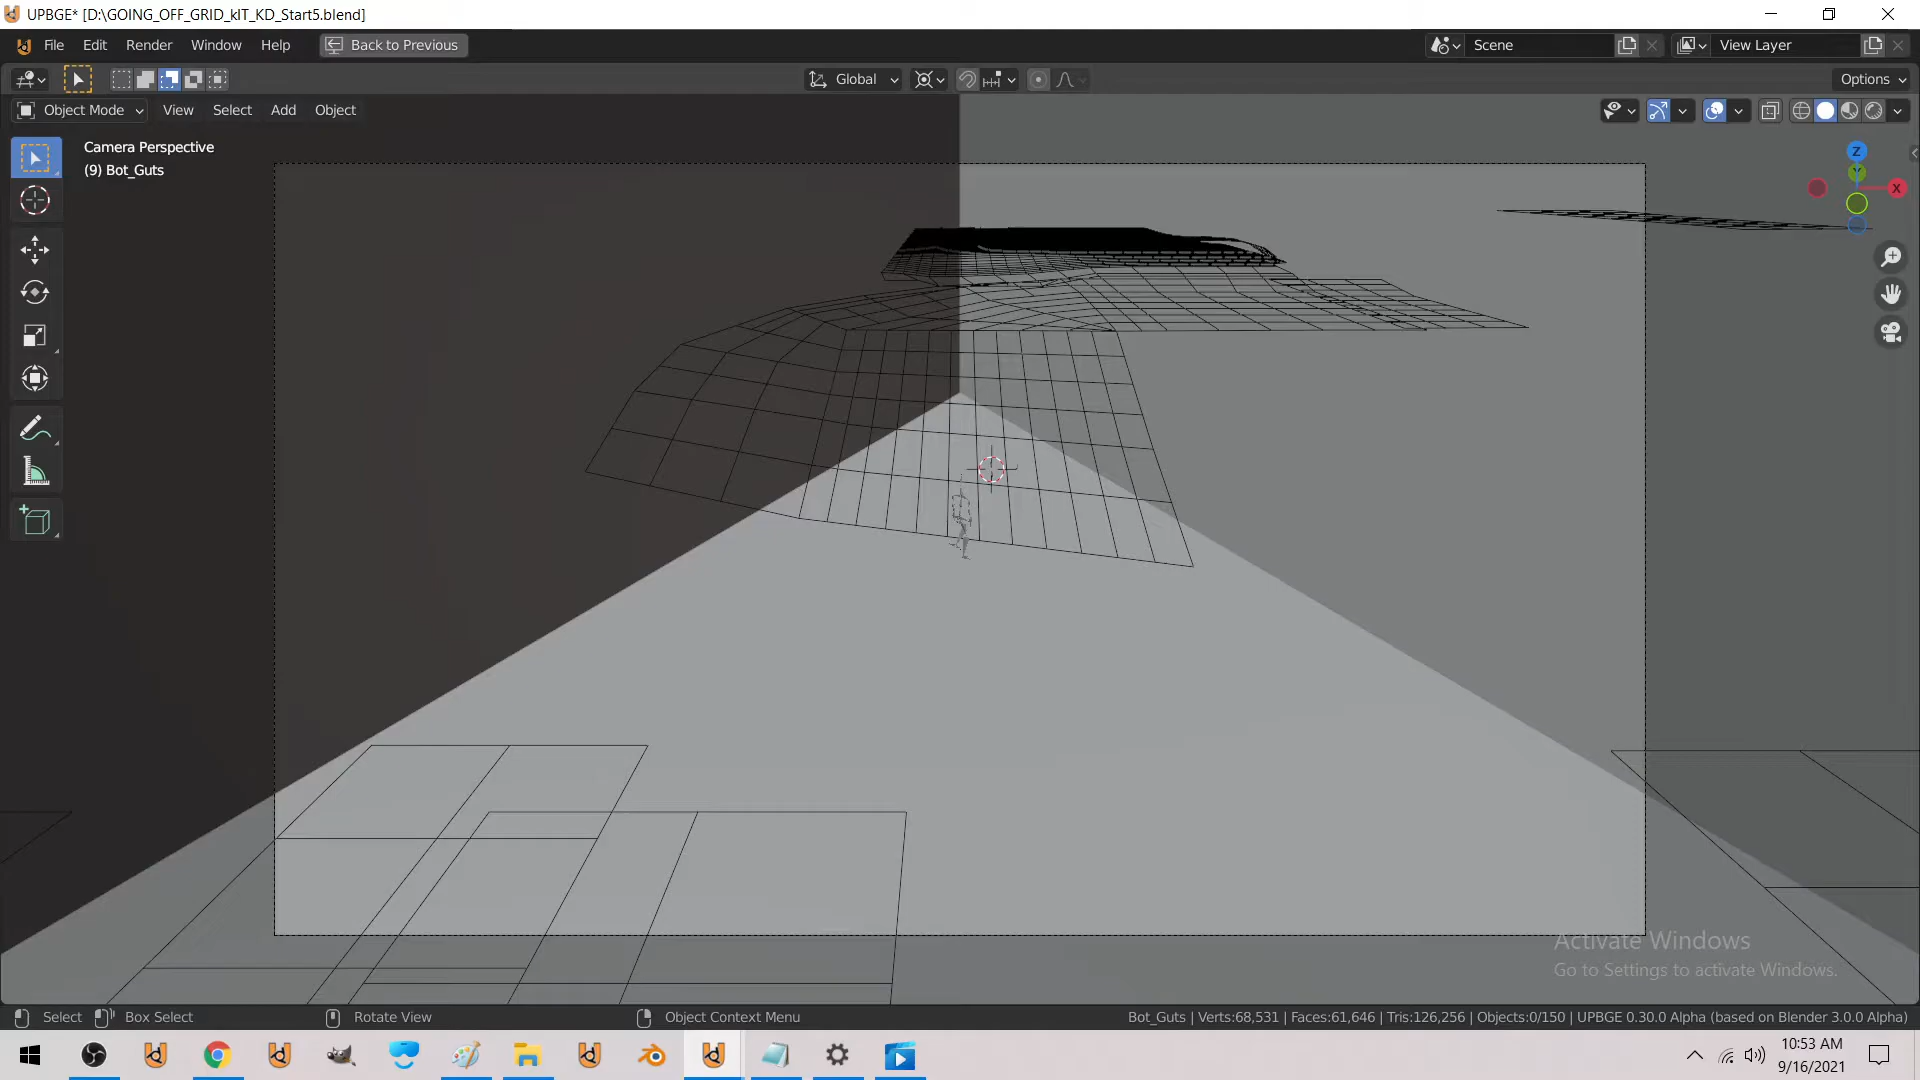 UPBGE* [D:\GOING_OFF_GRID_kIT_KD_Start5.blend]
File Edit Render Window Help Back to Previous Scene View Layer
Global Options
Object Mode View Select Add Object
Camera Perspective
(9) Bot_Guts
Z
Y
X
Activate Windows
Go to Settings to activate Windows.
Select Box Select Rotate View Object Context Menu Bot_Guts | Verts:68,531 | Faces:61,646 | Tris:126,256 | Objects:0/150 | UPBGE 0.30.0 Alpha (based on Blender 3.0.0 Alpha)
10:53 AM
9/16/2021